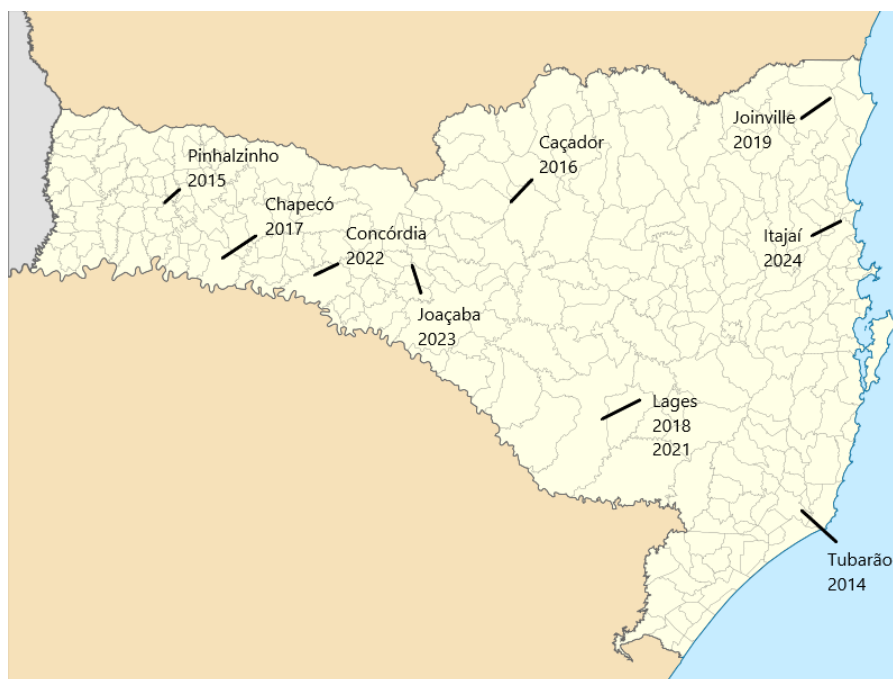 Joinville
2019
Caçador
2016
Pinhalzinho
2015
Chapecó
2017
Concórdia
2022
Itajaí
2024
Joaçaba
2023
Lages
2018
2021
Tubarão
2014